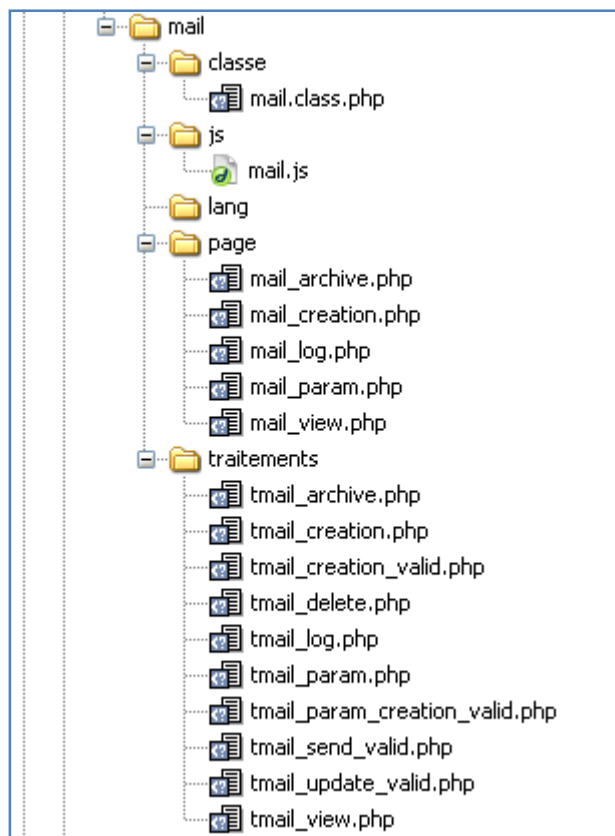 mail
classe
mail.class.php
js
mail.js
lang
page
mail_archive.php
mail_creation.php
mail_log.php
mail_param.php
mail_view.php
traitements
tmail_archive.php
tmail_creation.php
tmail_creation_valid.php
tmail_delete.php
tmail_log.php
tmail_param.php
tmail_param_creation_valid.php
tmail_send_valid.php
tmail_update_valid.php
tmail_view.php